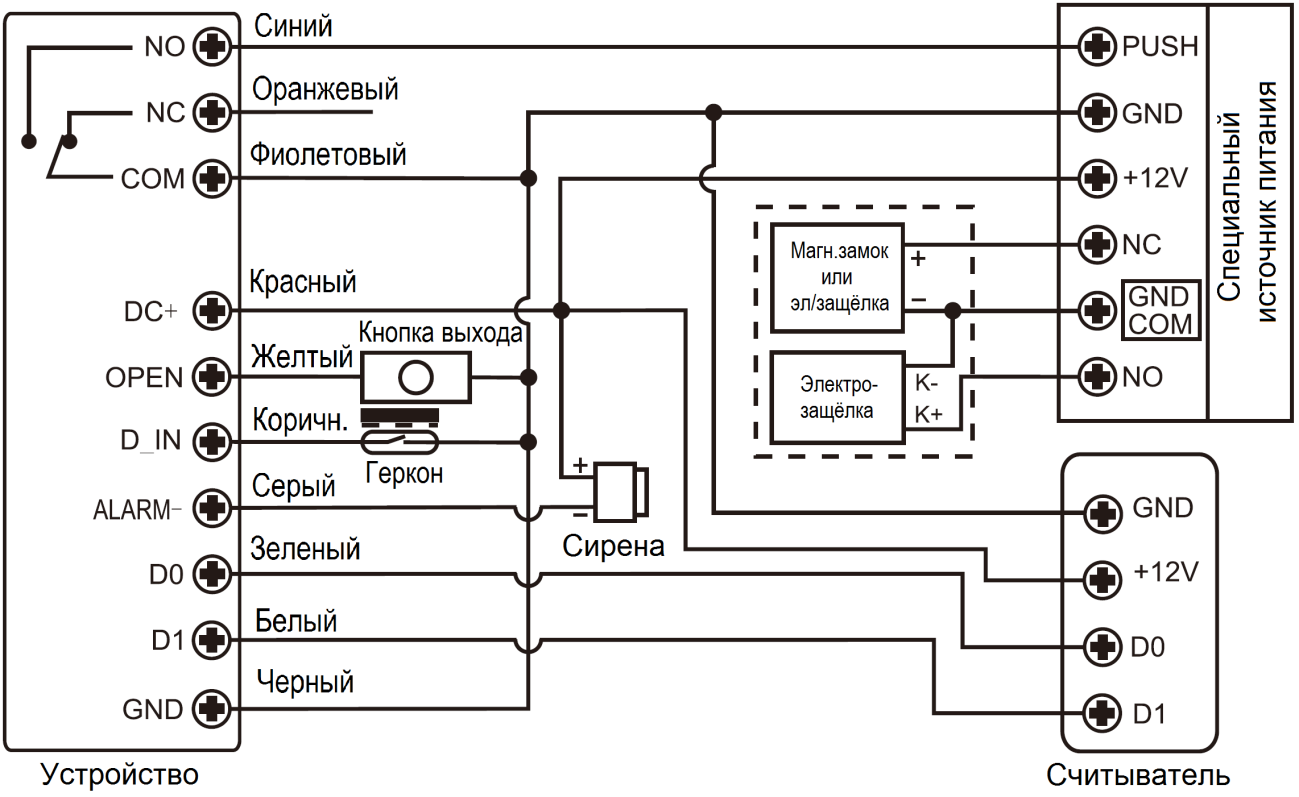 NO
Синий
NC
Оранжевый
COM
Фиолетовый
DC+
Красный
OPEN
Желтый
Кнопка выхода
D_IN
Коричн.
Геркон
ALARM-
Серый
+
-
Сирена
D0
Зеленый
D1
Белый
GND
Черный
Устройство
Магн.замок
или
эл/защёлка
+
-
Электро-
защёлка
K-
K+
PUSH
GND
+12V
NC
GND
COM
NO
Специальный
источник питания
GND
+12V
D0
D1
Считыватель